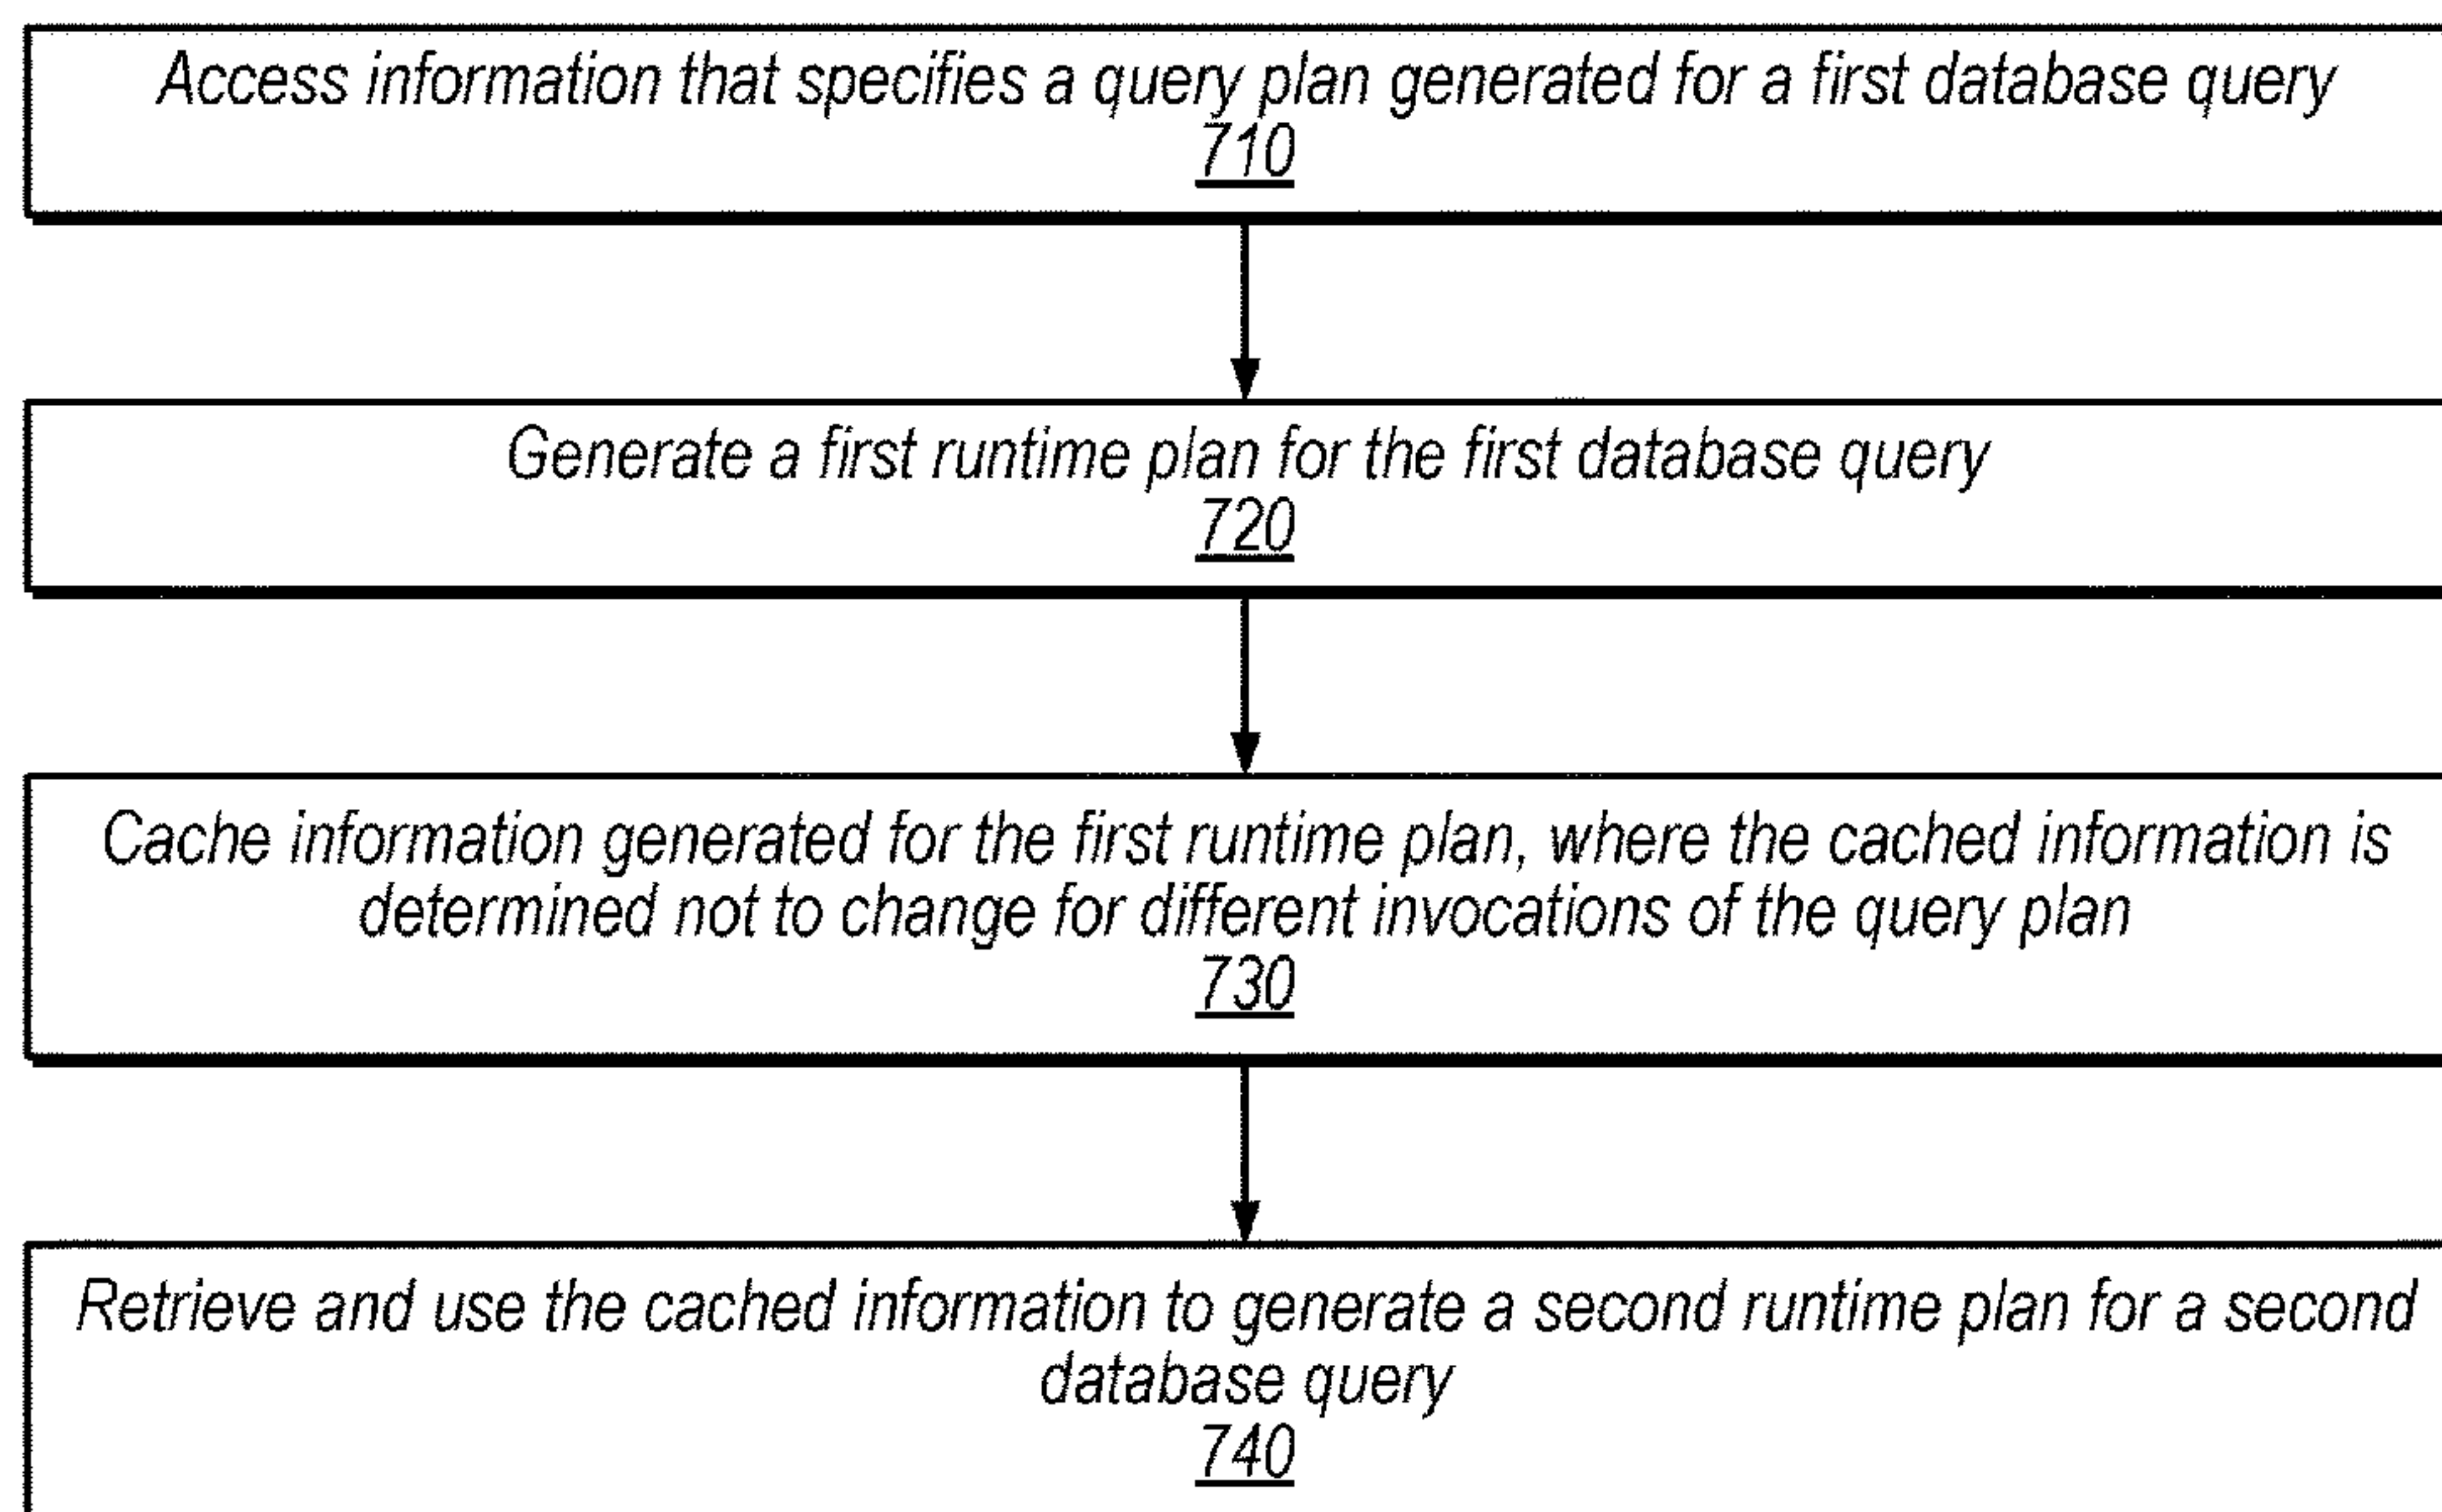 Access information that specifies a query plan generated for a first database query
710
Generate a first runtime plan for the first database query
720
Cache information generated for the first runtime plan, where the cached information is
determined not to change for different invocations of the query plan
730
Retrieve and use the cached information to generate a second runtime plan for a second
database query
740